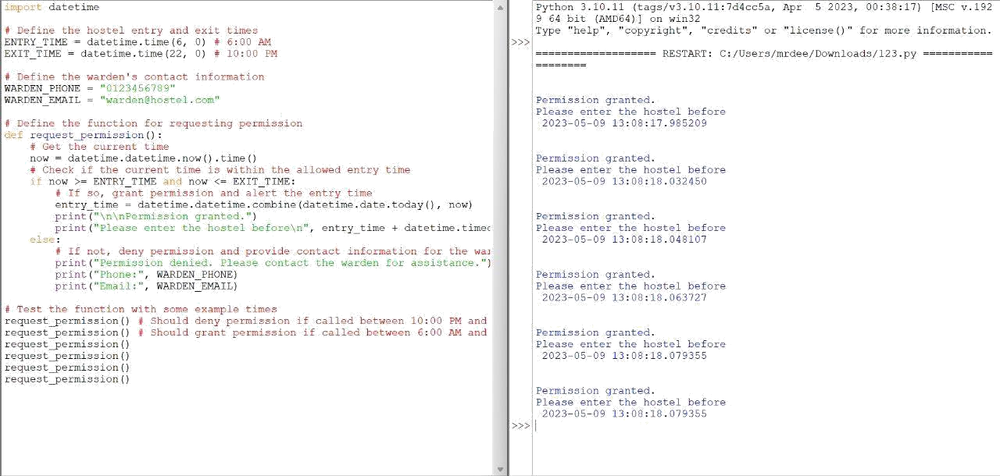 import datetime
# Define the hostel entry and exit times
ENTRY_TIME = datetime.time(6, 0) # 6:00 AM
EXIT_TIME = datetime.time(22, 0) # 10:00 PM
# Define the warden's contact information
WARDEN_PHONE = "0123456789"
WARDEN_EMAIL = "warden@hostel.com"
# Define the function for requesting permission
def request_permission():
    # Get the current time
    now = datetime.datetime.now().time()
    # Check if the current time is within the allowed entry time
    if now >= ENTRY_TIME and now <= EXIT_TIME:
        # If so, grant permission and alert the entry time
        entry_time = datetime.datetime.combine(datetime.date.today(), now)
        print("\n\nPermission granted.")
        print("Please enter the hostel before\n", entry_time + datetime.timed
    else:
        # If not, deny permission and provide contact information for the war
        print("Permission denied. Please contact the warden for assistance.")
        print("Phone:", WARDEN_PHONE)
        print("Email:", WARDEN_EMAIL)
# Test the function with some example times
request_permission() # Should deny permission if called between 10:00 PM and
request_permission() # Should grant permission if called between 6:00 AM and
request_permission()
request_permission()
request_permission()
request_permission()
Python 3.10.11 (tags/v3.10.11:7d4cc5a, Apr  5 2023, 00:38:17) [MSC v.192
9 64 bit (AMD64)] on win32
Type "help", "copyright", "credits" or "license()" for more information.
>>>
=================== RESTART: C:/Users/mrdee/Downloads/123.py ===========
========
Permission granted.
Please enter the hostel before
 2023-05-09 13:08:17.985209
Permission granted.
Please enter the hostel before
 2023-05-09 13:08:18.032450
Permission granted.
Please enter the hostel before
 2023-05-09 13:08:18.048107
Permission granted.
Please enter the hostel before
 2023-05-09 13:08:18.063727
Permission granted.
Please enter the hostel before
 2023-05-09 13:08:18.079355
Permission granted.
Please enter the hostel before
 2023-05-09 13:08:18.079355
>>>